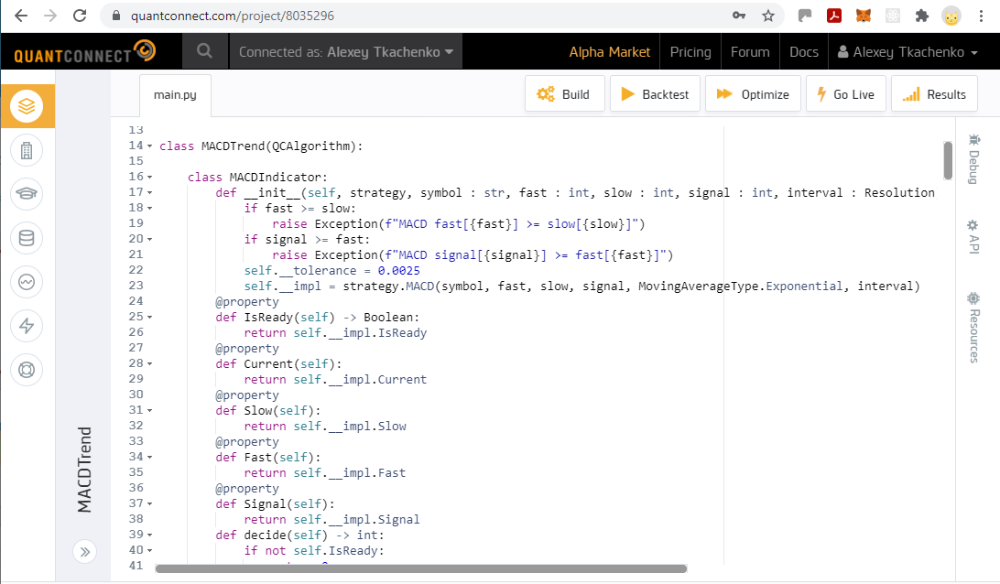 quantconnect.com/project/8035296
QUANTCONNECT
Connected as: Alexey Tkachenko
Alpha Market
Pricing
Forum
Docs
Alexey Tkachenko
main.py
Build
Backtest
Optimize
Go Live
Results
13
14 class MACDTrend(QCAlgorithm):
15
16 class MACDIndicator:
17 def __init__(self, strategy, symbol : str, fast : int, slow : int, signal : int, interval : Resolution
18 if fast >= slow:
19 raise Exception(f"MACD fast[{fast}] >= slow[{slow}]")
20 if signal >= fast:
21 raise Exception(f"MACD signal[{signal}] >= fast[{fast}]")
22 self.__tolerance = 0.0025
23 self.__impl = strategy.MACD(symbol, fast, slow, signal, MovingAverageType.Exponential, interval)
24 @property
25 def IsReady(self) -> Boolean:
26 return self.__impl.IsReady
27 @property
28 def Current(self):
29 return self.__impl.Current
30 @property
31 def Slow(self):
32 return self.__impl.Slow
33 @property
34 def Fast(self):
35 return self.__impl.Fast
36 @property
37 def Signal(self):
38 return self.__impl.Signal
39 def decide(self) -> int:
40 if not self.IsReady:
41
MACDTrend
Debug
API
Resources